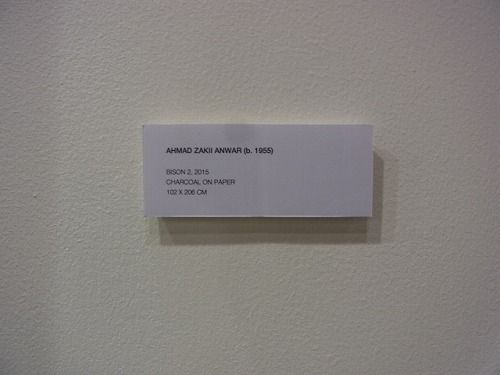 AHMAD ZAKII ANWAR (b. 1955)
BISON 2, 2015
CHARCOAL ON PAPER
102 X 206 CM